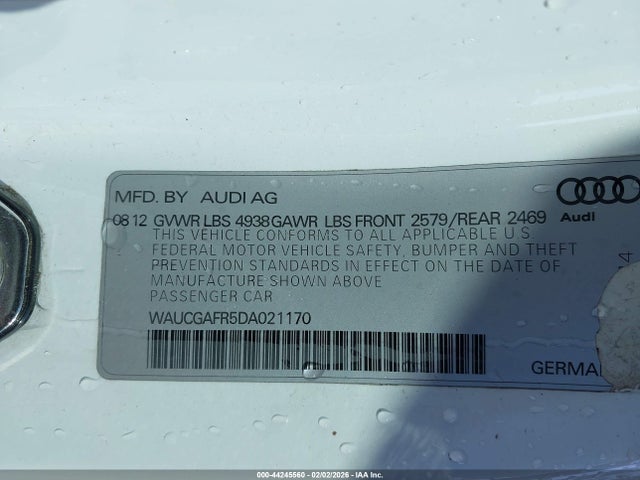 MFD. BY AUDI AG
08.12 GVWR LBS 4938 GAWR LBS FRONT 2579/REAR 2469
Audi
THIS VEHICLE CONFORMS TO ALL APPLICABLE U S
FEDERAL MOTOR VEHICLE SAFETY, BUMPER AND THEFT
PREVENTION STANDARDS IN EFFECT ON THE DATE OF
MANUFACTURE SHOWN ABOVE
PASSENGER CAR
4
WAUCGAFR5DA021170
GERMAN
000-44245560 - 02/02/2026 - IAA Inc.